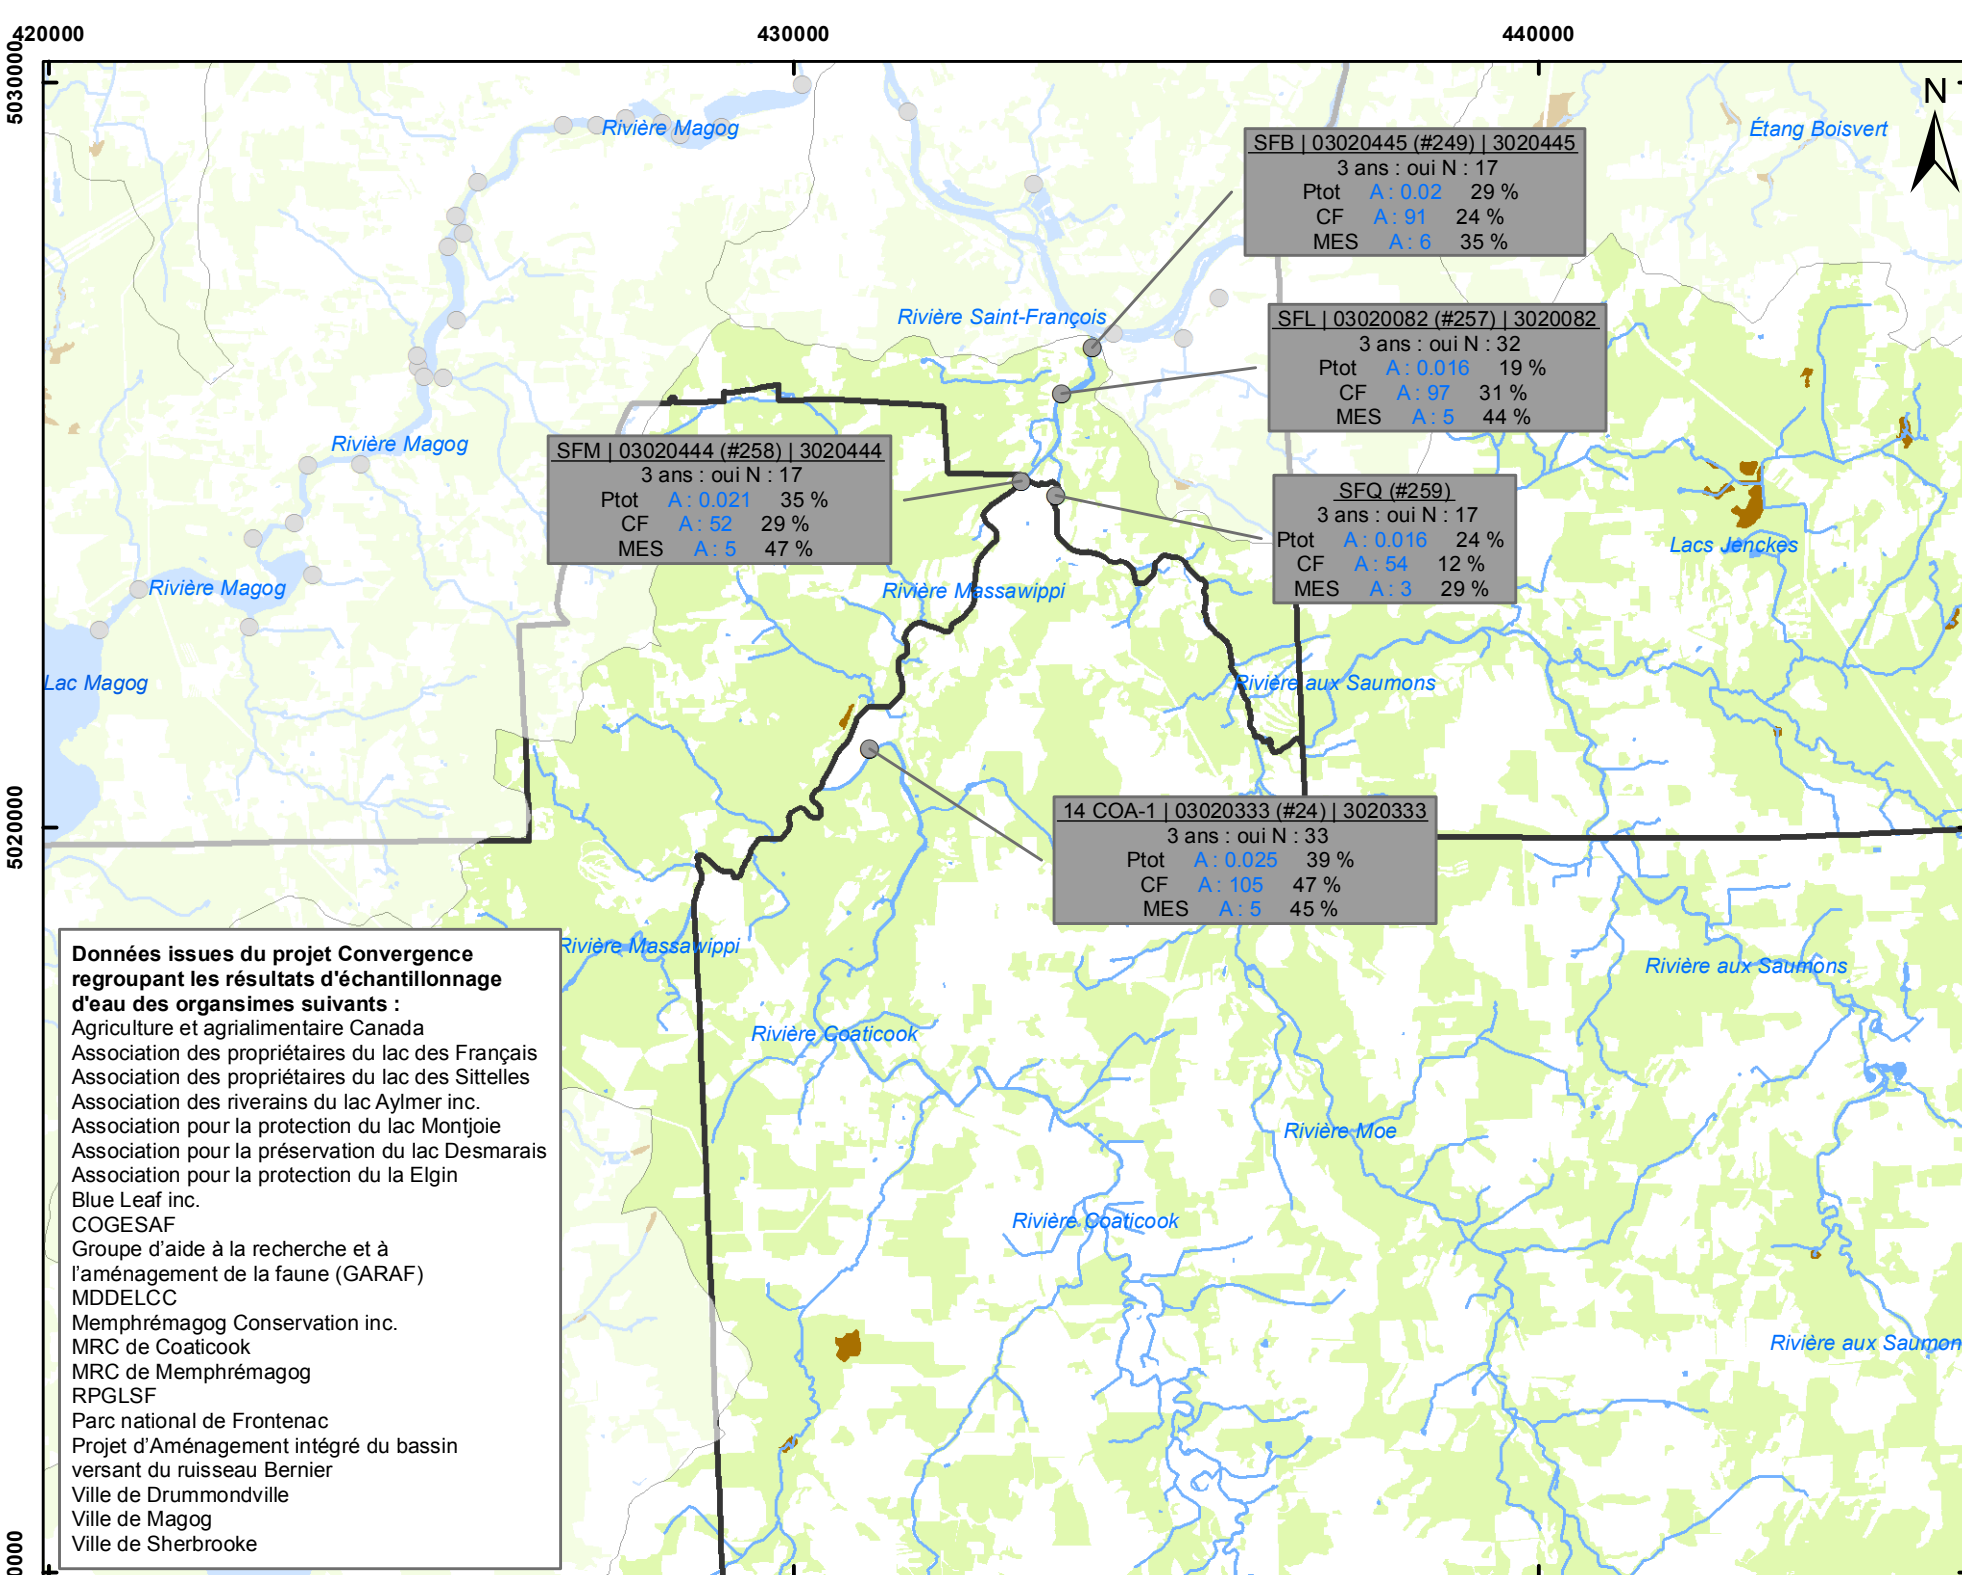 420000
430000
440000
5030000
5020000
0000
N
Rivière Magog
Étang Boisvert
SFB | 03020445 (#249) | 3020445
3 ans : oui N : 17
Ptot A : 0.02 29 %
CF A : 91 24 %
MES A : 6 35 %
Rivière Saint-François
SFL | 03020082 (#257) | 3020082
3 ans : oui N : 32
Ptot A : 0.016 19 %
CF A : 97 31 %
MES A : 5 44 %
Rivière Magog
SFM | 03020444 (#258) | 3020444
3 ans : oui N : 17
Ptot A : 0.021 35 %
CF A : 52 29 %
MES A : 5 47 %
SFQ (#259)
3 ans : oui N : 17
Ptot A : 0.016 24 %
CF A : 54 12 %
MES A : 3 29 %
Lacs Jenckes
Rivière Magog
Rivière Massawippi
Lac Magog
Rivière aux Saumons
14 COA-1 | 03020333 (#24) | 3020333
3 ans : oui N : 33
Ptot A : 0.025 39 %
CF A : 105 47 %
MES A : 5 45 %
Rivière Massawippi
Rivière aux Saumons
Rivière Coaticook
Rivière Moe
Rivière Coaticook
Rivière aux Saumon
Données issues du projet Convergence
regroupant les résultats d'échantillonnage
d'eau des organsimes suivants :
Agriculture et agrialimentaire Canada
Association des propriétaires du lac des Français
Association des propriétaires du lac des Sittelles
Association des riverains du lac Aylmer inc.
Association pour la protection du lac Montjoie
Association pour la préservation du lac Desmarais
Association pour la protection du la Elgin
Blue Leaf inc.
COGESAF
Groupe d'aide à la recherche et à
l'aménagement de la faune (GARAF)
MDDELCC
Memphrémagog Conservation inc.
MRC de Coaticook
MRC de Memphrémagog
RPGLSF
Parc national de Frontenac
Projet d'Aménagement intégré du bassin
versant du ruisseau Bernier
Ville de Drummondville
Ville de Magog
Ville de Sherbrooke